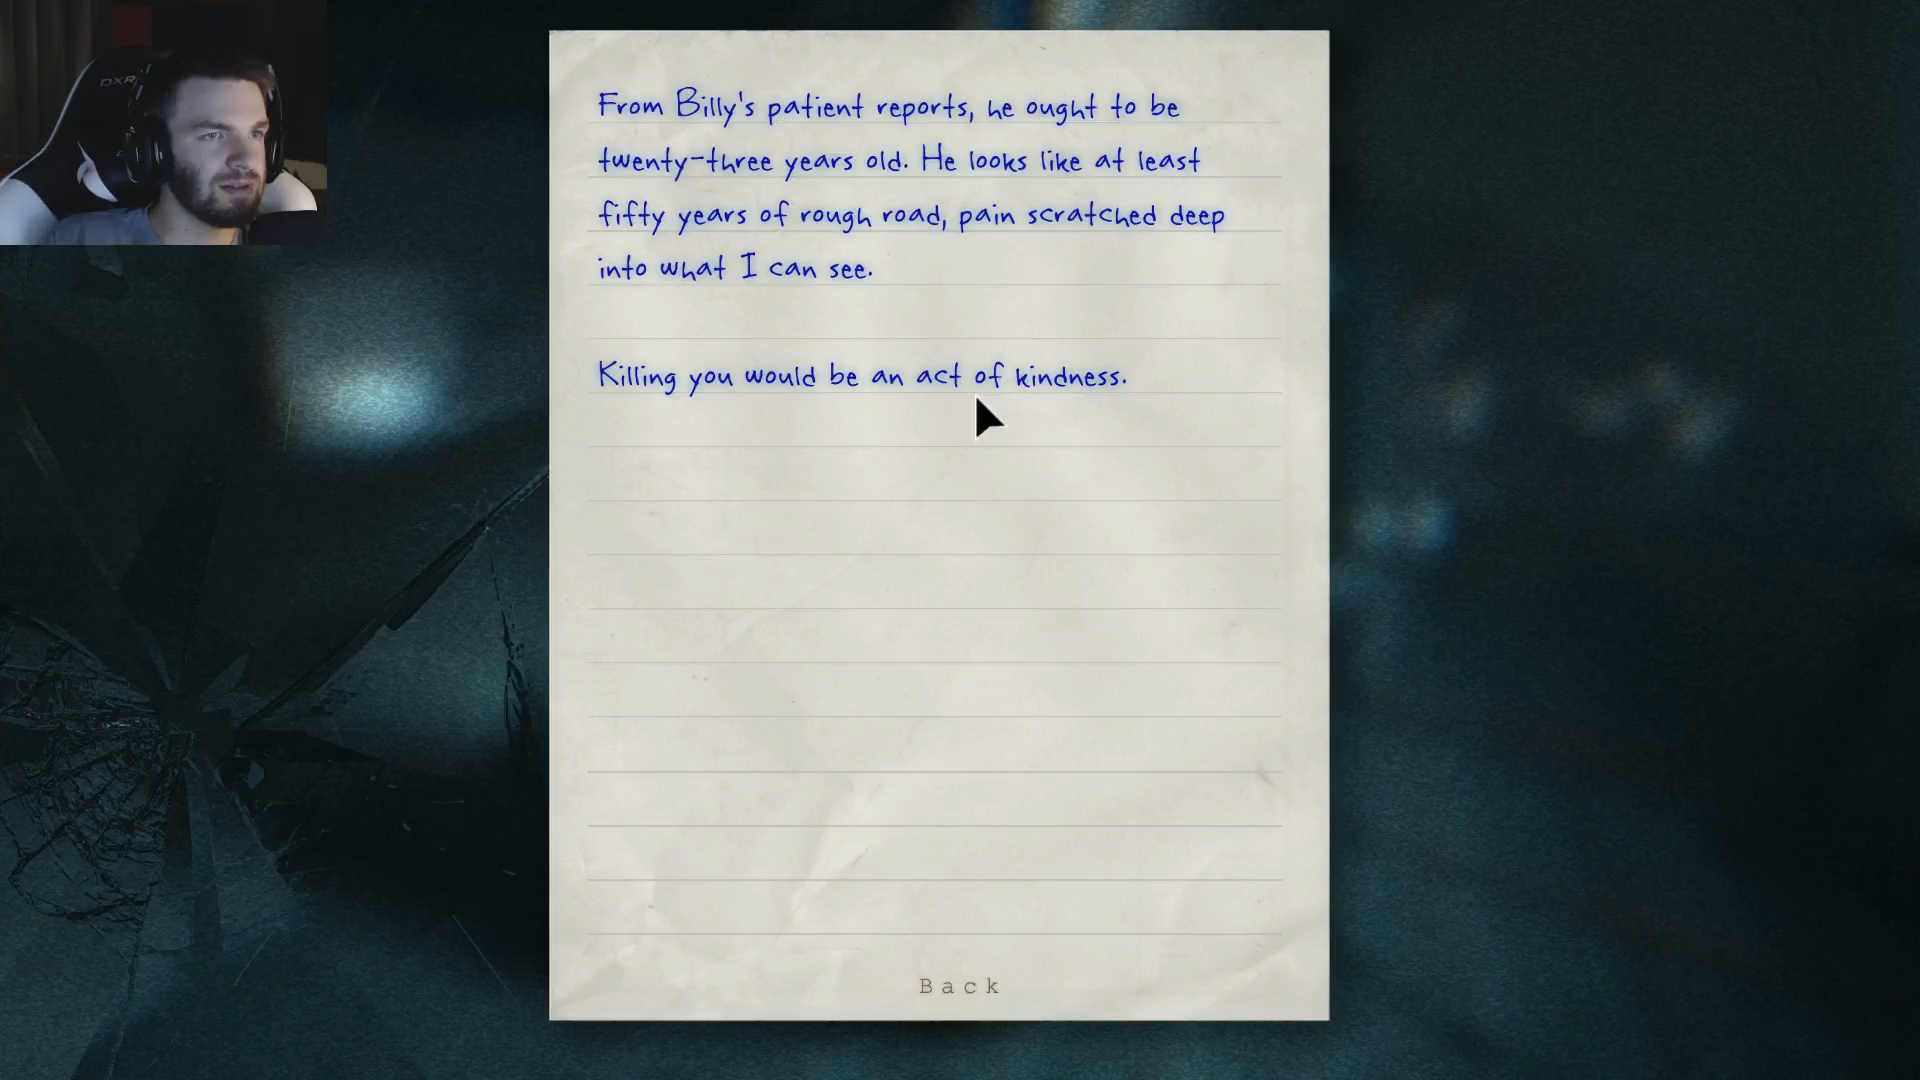 DXR
From Billy's patient reports, he ought to be
twenty-three years old. He looks like at least
fifty years of rough road, pain scratched deep
into what I can see.
Killing you would be an act of kindness.
Back